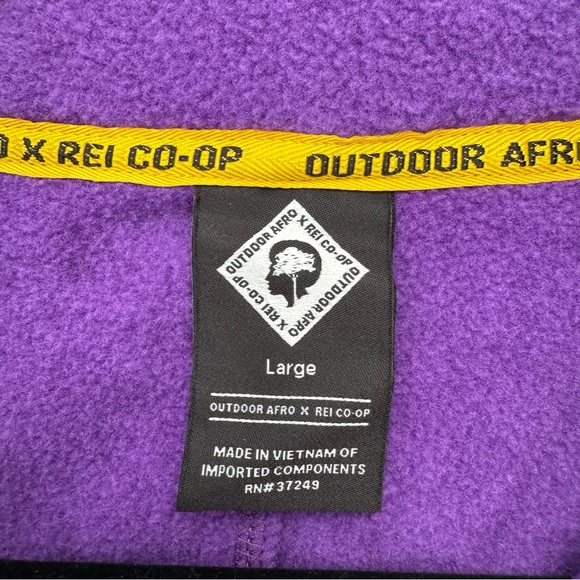 O X REI CO-OP OUTDOOR AFRO
OUTDOOR AFRO
X REI CO-OP
OUTDOOR AFRO
X REI CO-OP
Large
OUTDOOR AFRO X REI CO-OP
MADE IN VIETNAM OF
IMPORTED COMPONENTS
RN# 37249